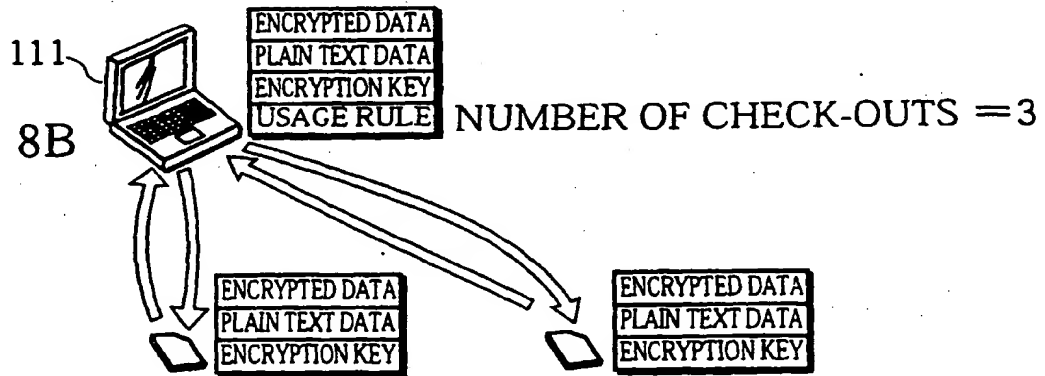 ENCRYPTED DATA
111
PLAIN TEXT DATA
ENCRYPTION KEY
USAGE RULE
NUMBER OF CHECK-OUTS =3
8B
ENCRYPTED DATA
PLAIN TEXT DATA
ENCRYPTION KEY
ENCRYPTED DATA
PLAIN TEXT DATA
ENCRYPTION KEY